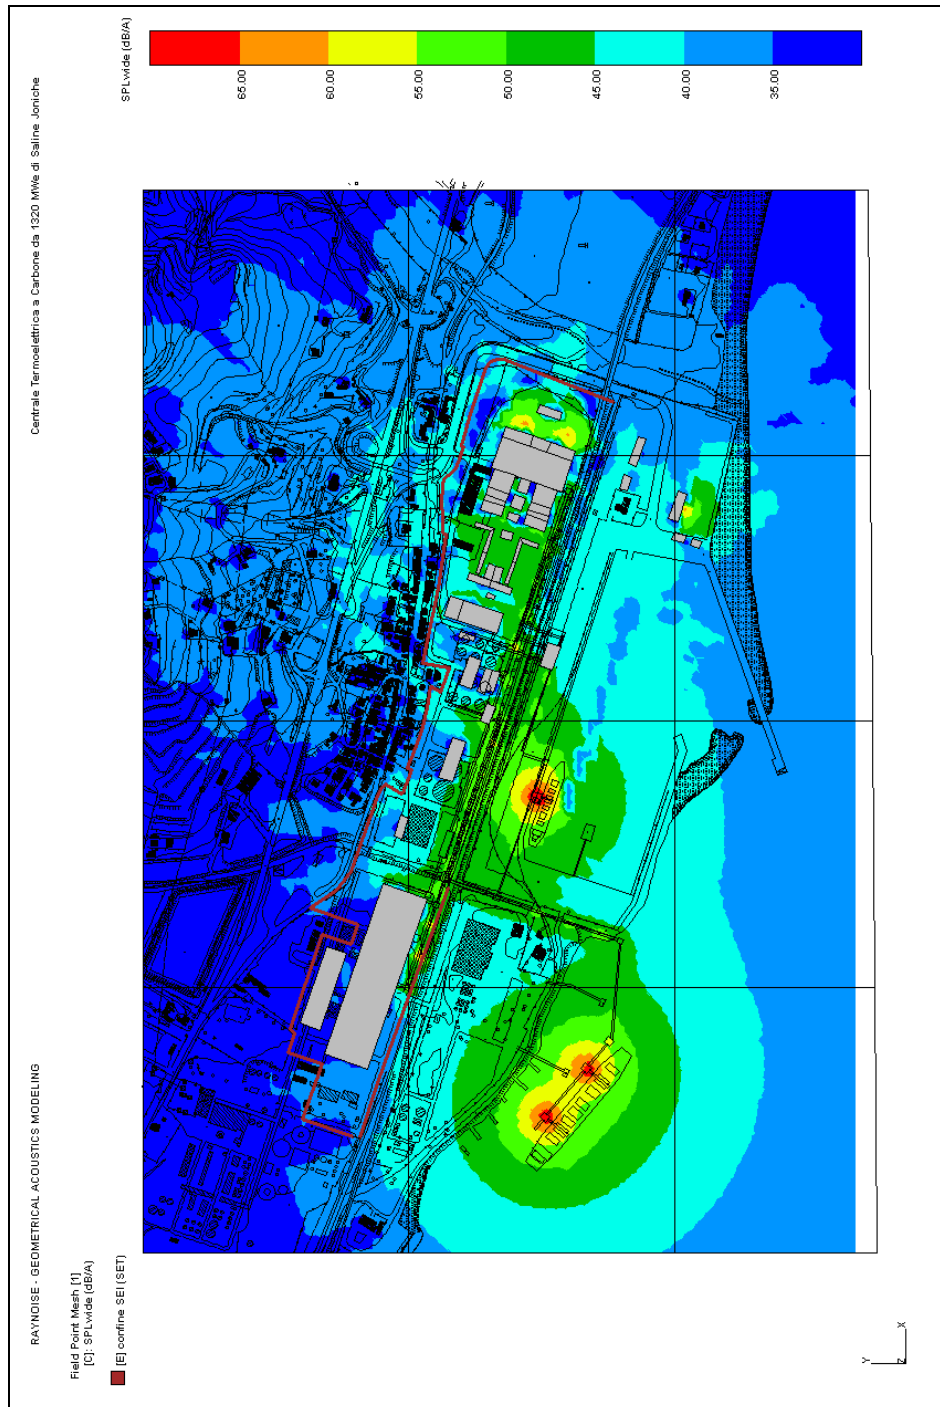 RAYNOISE - GEOMETRICAL ACOUSTICS MODELING
Centrale Termoelettrica a Carbone da 1320 MWe di Saline Joniche
Field Point Mesh [1]
[C]: SPLwide (dB/A)
[E] confine SEI (SET)
SPLwide (dB/A)
65.00
60.00
55.00
50.00
45.00
40.00
35.00
Y
Z
X